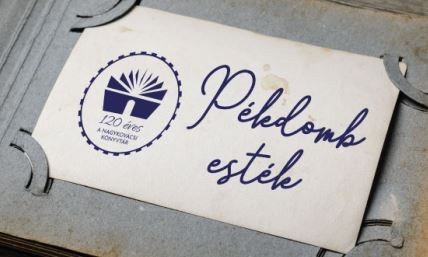 120 éves
A NAGYKOVÁCSI
KÖNYVTÁR
Pékdomb
esték